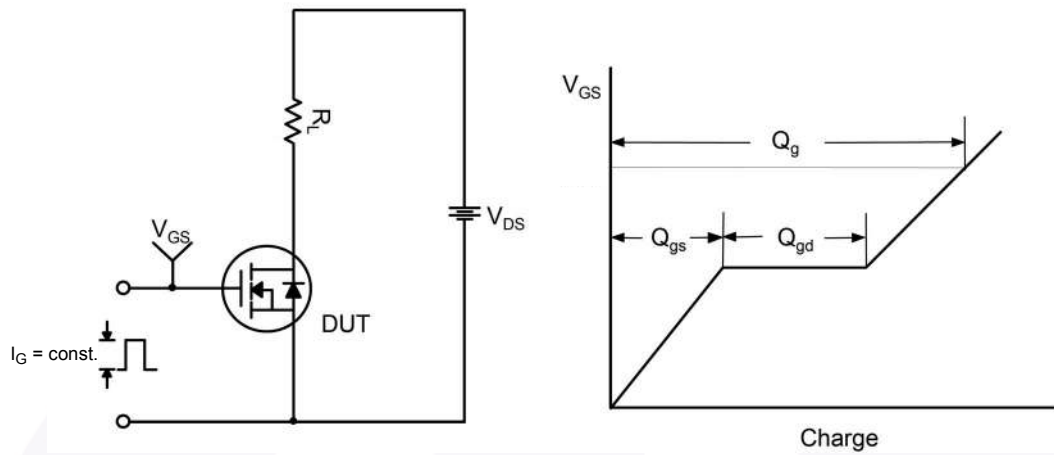 R_L
V_DS
V_GS
DUT
I_G = const.
V_GS
Q_g
Q_gs
Q_gd
Charge